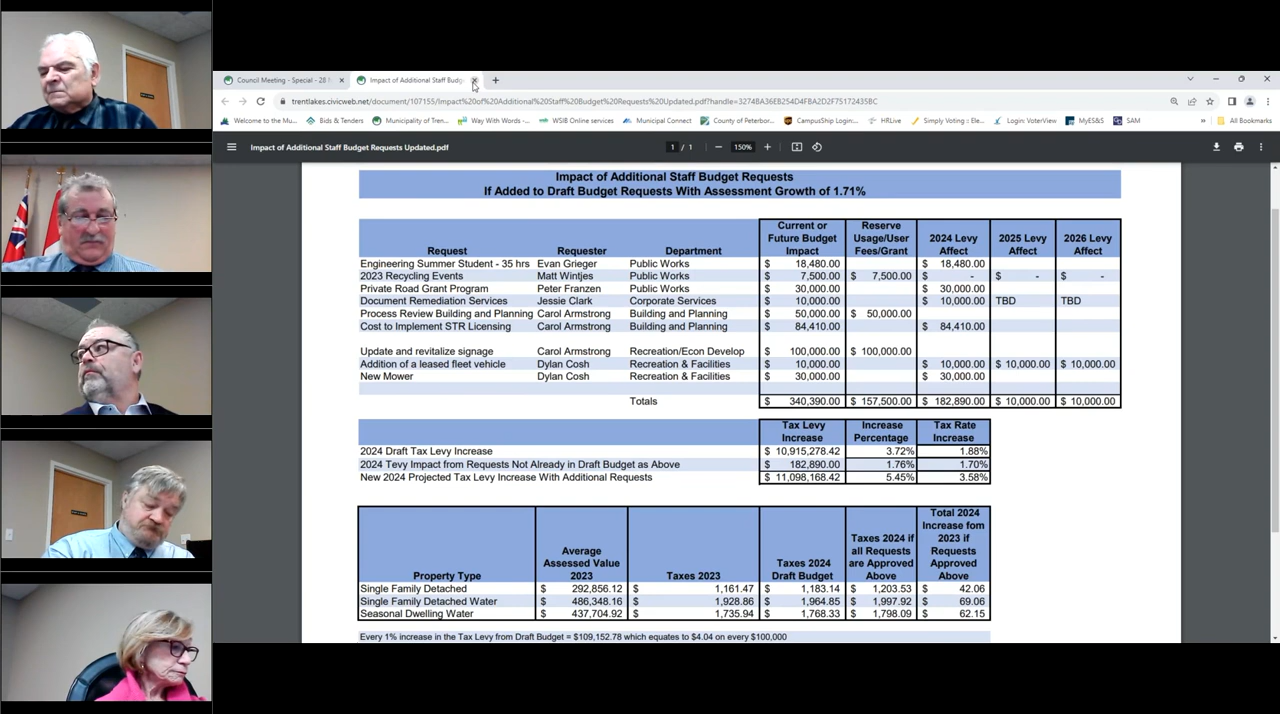 Council Meeting - Special - 28
Impact of Additional Staff Budg
trentlakes.civicweb.net/document/107155/Impact%20of%20Additional%20Staff%20Budget%20Requests%20Updated.pdf?handle=3274BA36EB254D4FBA2D2F75172435BC
Welcome to the Mu... Bids & Tenders Municipality of Tren... Way With Words -... WSIB Online services Municipal Connect County of Peterbor... CampusShip Login:... HRLive Simply Voting :: Ele... Login: VoterView MyES&S SAM » All Bookmarks
Impact of Additional Staff Budget Requests Updated.pdf 1 / 1 150%
Impact of Additional Staff Budget Requests
If Added to Draft Budget Requests With Assessment Growth of 1.71%
Request Requester Department Current or Future Budget Impact Reserve Usage/User Fees/Grant 2024 Levy Affect 2025 Levy Affect 2026 Levy Affect
Engineering Summer Student - 35 hrs Evan Grieger Public Works $ 18,480.00 $ 18,480.00
2023 Recycling Events Matt Wintjes Public Works $ 7,500.00 $ 7,500.00 $ - $ - $ -
Private Road Grant Program Peter Franzen Public Works $ 30,000.00 $ 30,000.00
Document Remediation Services Jessie Clark Corporate Services $ 10,000.00 $ 10,000.00 TBD TBD
Process Review Building and Planning Carol Armstrong Building and Planning $ 50,000.00 $ 50,000.00
Cost to Implement STR Licensing Carol Armstrong Building and Planning $ 84,410.00 $ 84,410.00
Update and revitalize signage Carol Armstrong Recreation/Econ Develop $ 100,000.00 $ 100,000.00
Addition of a leased fleet vehicle Dylan Cosh Recreation & Facilities $ 10,000.00 $ 10,000.00 $ 10,000.00 $ 10,000.00
New Mower Dylan Cosh Recreation & Facilities $ 30,000.00 $ 30,000.00
Totals $ 340,390.00 $ 157,500.00 $ 182,890.00 $ 10,000.00 $ 10,000.00
Tax Levy Increase Increase Percentage Tax Rate Increase
2024 Draft Tax Levy Increase $ 10,915,278.42 3.72% 1.88%
2024 Tevy Impact from Requests Not Already in Draft Budget as Above $ 182,890.00 1.76% 1.70%
New 2024 Projected Tax Levy Increase With Additional Requests $ 11,098,168.42 5.45% 3.58%
Property Type Average Assessed Value 2023 Taxes 2023 Taxes 2024 Draft Budget Taxes 2024 if all Requests are Approved Above Total 2024 Increase fom 2023 if Requests Approved Above
Single Family Detached $ 292,856.12 $ 1,161.47 $ 1,183.14 $ 1,203.53 $ 42.06
Single Family Detached Water $ 486,348.16 $ 1,928.86 $ 1,964.85 $ 1,997.92 $ 69.06
Seasonal Dwelling Water $ 437,704.92 $ 1,735.94 $ 1,768.33 $ 1,798.09 $ 62.15
Every 1% increase in the Tax Levy from Draft Budget = $109,152.78 which equates to $4.04 on every $100,000